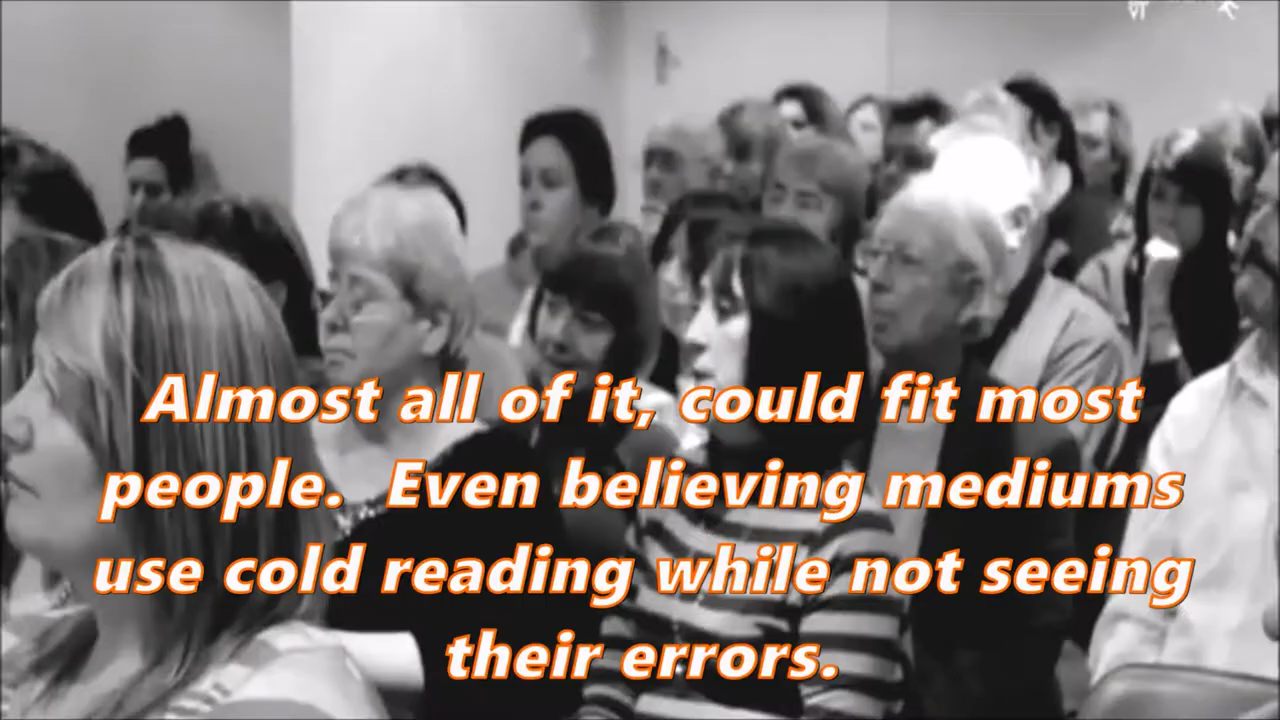 Almost all of it, could fit most
people.  Even believing mediums
use cold reading while not seeing
their errors.